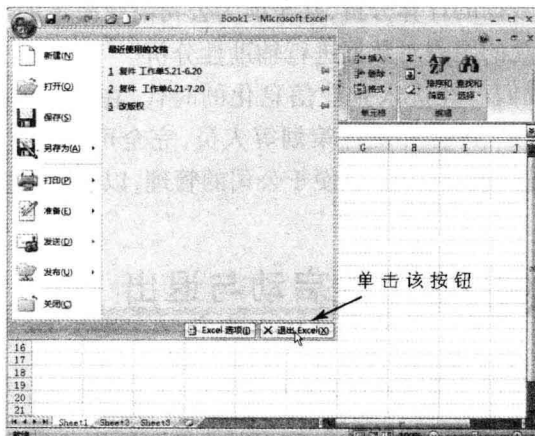 Book1 - Microsoft Excel
新建(N)
打开(O)
保存(S)
另存为(A)
打印(P)
准备(E)
发送(D)
发布(U)
关闭(C)
最近使用的文档
1 复件 工作单5.21-6.20
2 复件 工作单6.21-7.20
3 改版权
Excel 选项(I)
退出 Excel(X)
插入
删除
格式
单元格
Σ
排序和筛选
查找和选择
编辑
G H I J
单击该按钮
16
17
18
19
20
21
Sheet1 Sheet2 Sheet3
就绪
100%